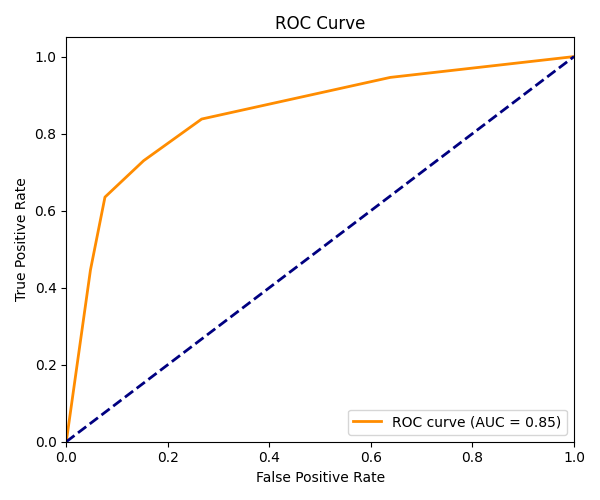 ROC Curve
True Positive Rate
1.0
0.8
0.6
0.4
0.2
0.0
0.0 0.2 0.4 0.6 0.8 1.0
False Positive Rate
ROC curve (AUC = 0.85)